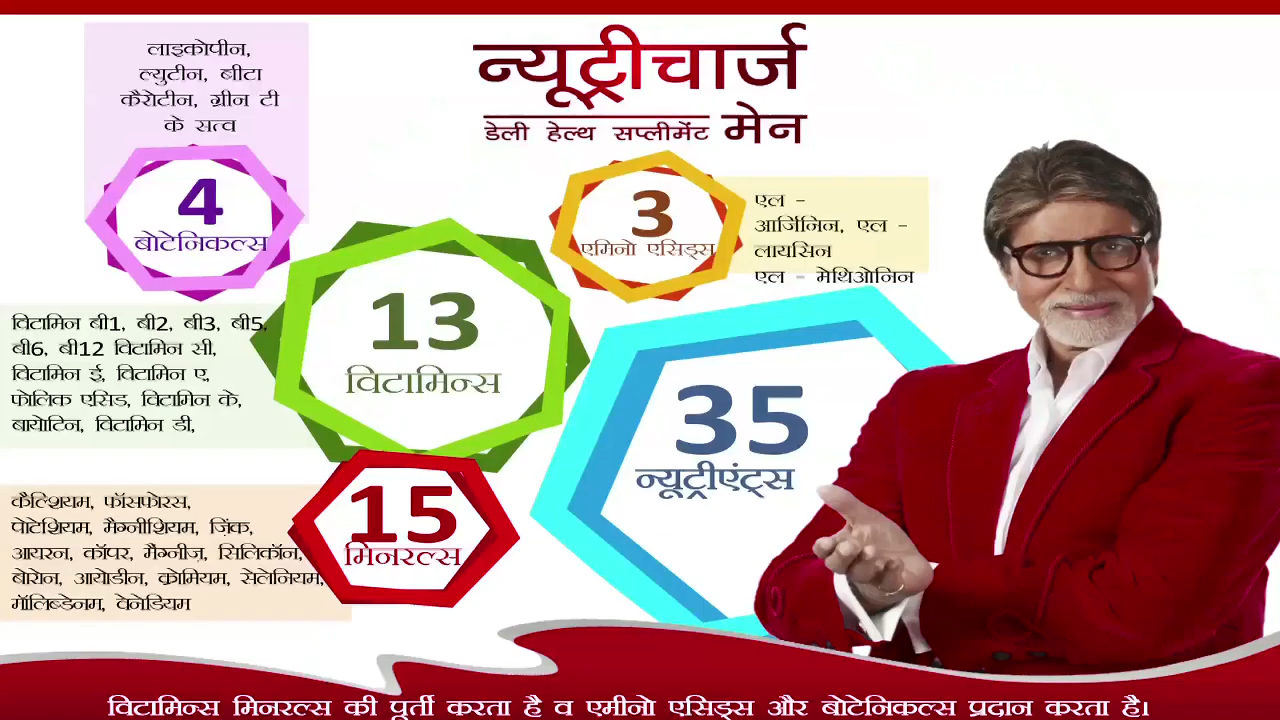 लाइकोपीन,
ल्युटीन, बीटा
कैरोटीन, ग्रीन टी
के सत्व
4
बोटेनिकल्स
न्यूट्रीचार्ज
डेली हेल्थ सप्लीमेंट मेन
3
एमिनो एसिड्स
एल -
आर्जिनिन, एल -
लायसिन
एल - मेथिओनिन
विटामिन बी1, बी2, बी3, बी5,
बी6, बी12 विटामिन सी,
विटामिन ई, विटामिन ए,
फोलिक एसिड, विटामिन के,
बायोटिन, विटामिन डी,
13
विटामिन्स
35
न्यूट्रीएंट्स
कैल्शियम, फॉसफोरस,
पोटेशियम, मैग्नीशियम, जिंक,
आयरन, कॉपर, मैग्नीज़, सिलिकॉन,
बोरोन, आयोडीन, क्रोमियम, सेलेनियम,
मॉलिब्डेनम, वेनेडियम
15
मिनरल्स
विटामिन्स मिनरल्स की पूर्ती करता है व एमीनो एसिड्स और बोटेनिकल्स प्रदान करता है।